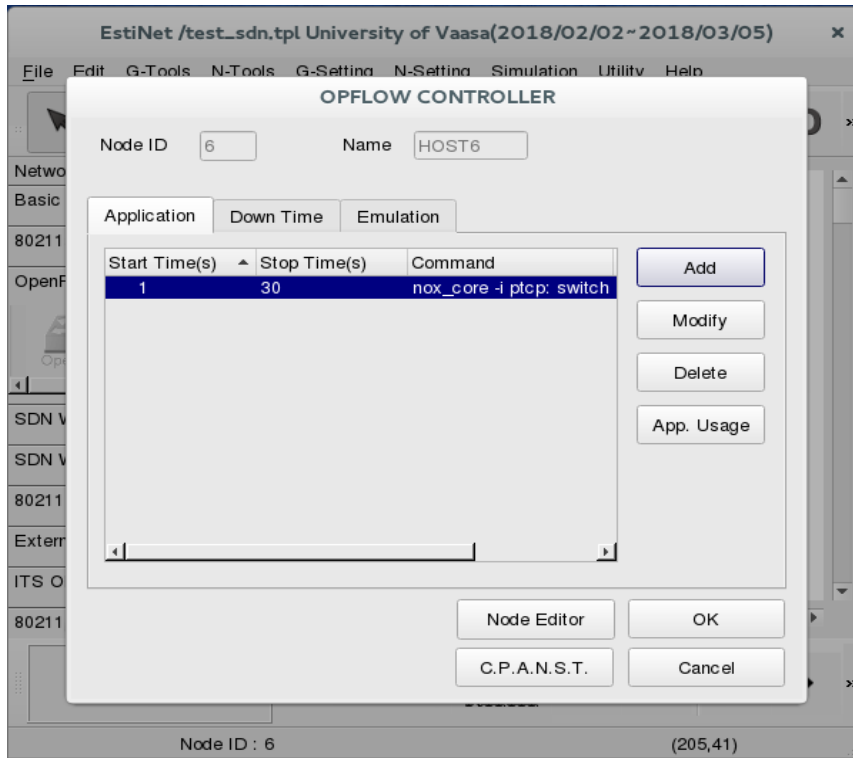 EstiNet /test_sdn.tpl University of Vaasa(2018/02/02~2018/03/05)
File Edit G-Tools N-Tools G-Setting N-Setting Simulation Utility Help
OPFLOW CONTROLLER
Node ID 6 Name HOST6
Netwo
Basic
80211
OpenF
Ope
SDN W
SDN W
80211
Extern
ITS O
80211
Application Down Time Emulation
Start Time(s) Stop Time(s) Command
1 30 nox_core -i ptcp: switch
Add
Modify
Delete
App. Usage
Node Editor OK
C.P.A.N.S.T. Cancel
Node ID : 6 (205,41)